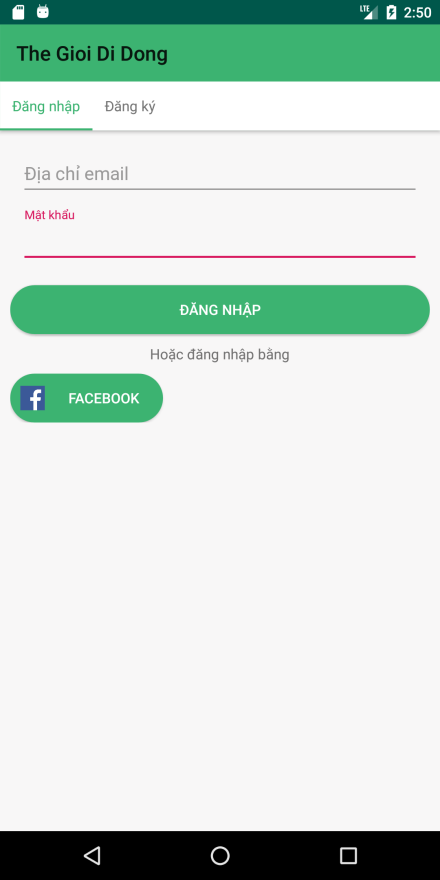 LTE 2:50
The Gioi Di Dong
Đăng nhập Đăng ký
Địa chỉ email
Mật khẩu
ĐĂNG NHẬP
Hoặc đăng nhập bằng
f FACEBOOK